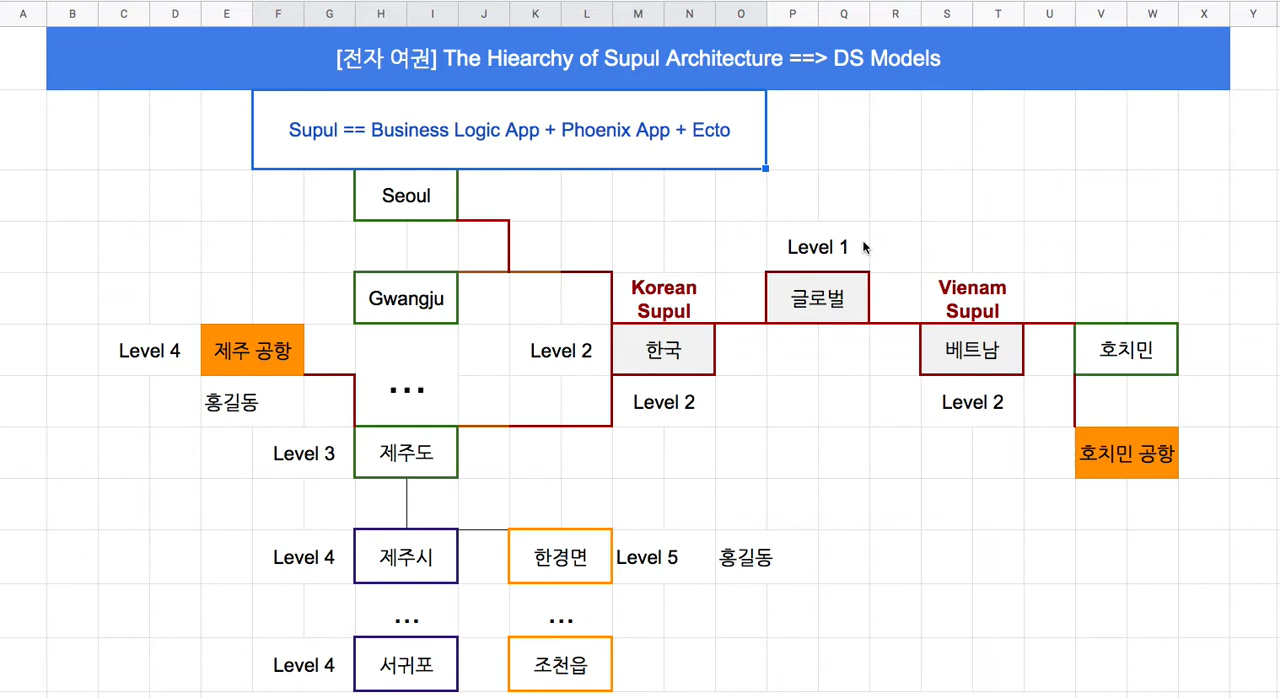 A B C D E F G H I J K L M N O P Q R S T U V W X Y
[전자 여권] The Hiearchy of Supul Architecture ==> DS Models
Supul == Business Logic App + Phoenix App + Ecto
Seoul
Level 1
Gwangju
Korean
Supul
글로벌
Vienam
Supul
Level 4
제주 공항
Level 2
한국
베트남
호치민
홍길동
...
Level 2
Level 2
Level 3
제주도
호치민 공항
Level 4
제주시
한경면
Level 5
홍길동
...
...
Level 4
서귀포
조천읍